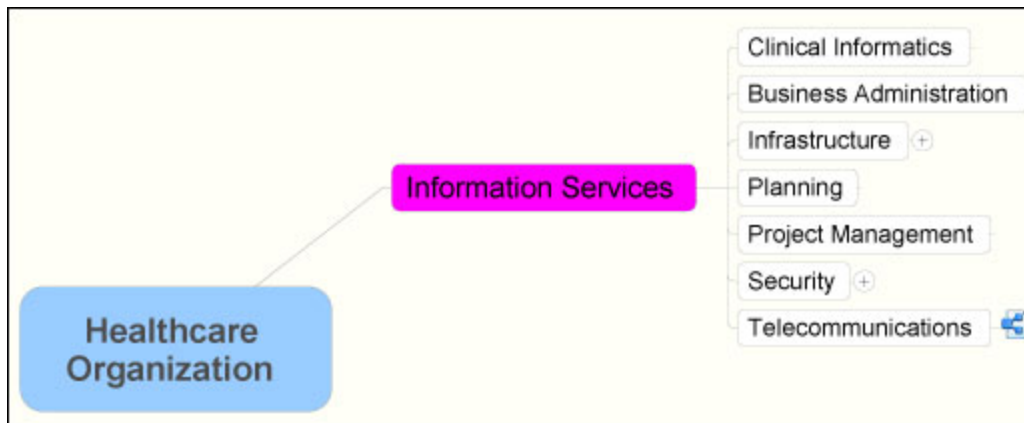 Clinical Informatics
Business Administration
Infrastructure
Planning
Information Services
Project Management
Security
Telecommunications
Healthcare
Organization